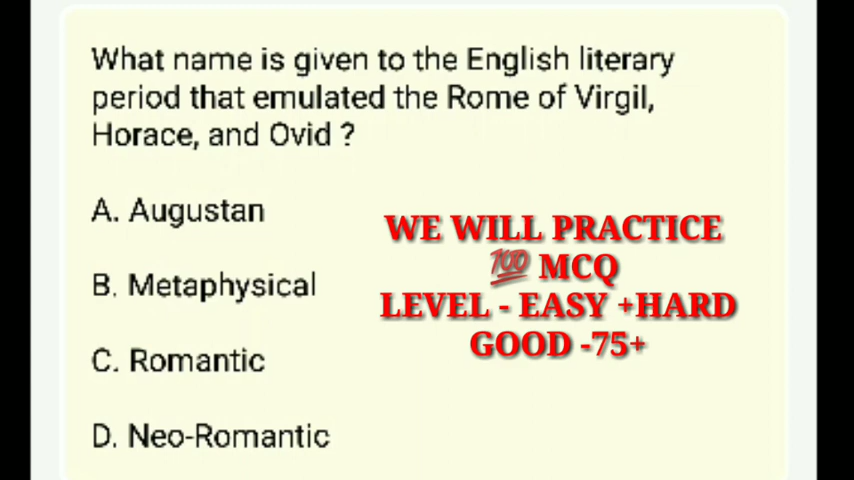 What name is given to the English literary
period that emulated the Rome of Virgil,
Horace, and Ovid ?
A. Augustan
B. Metaphysical
C. Romantic
D. Neo-Romantic
WE WILL PRACTICE
💯 MCQ
LEVEL - EASY +HARD
GOOD -75+